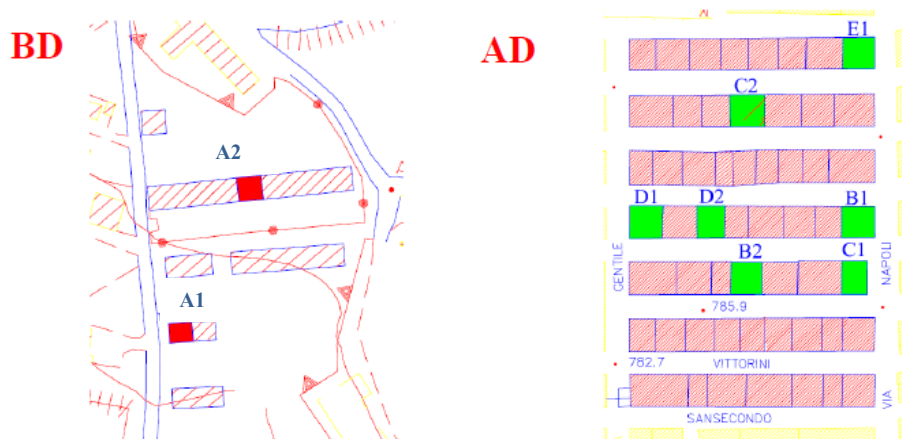 BD
A2
A1
AD
E1
C2
D1
D2
B1
B2
C1
GENTILE
NAPOLI
785.9
782.7
VITTORINI
VIA
SANSECONDO